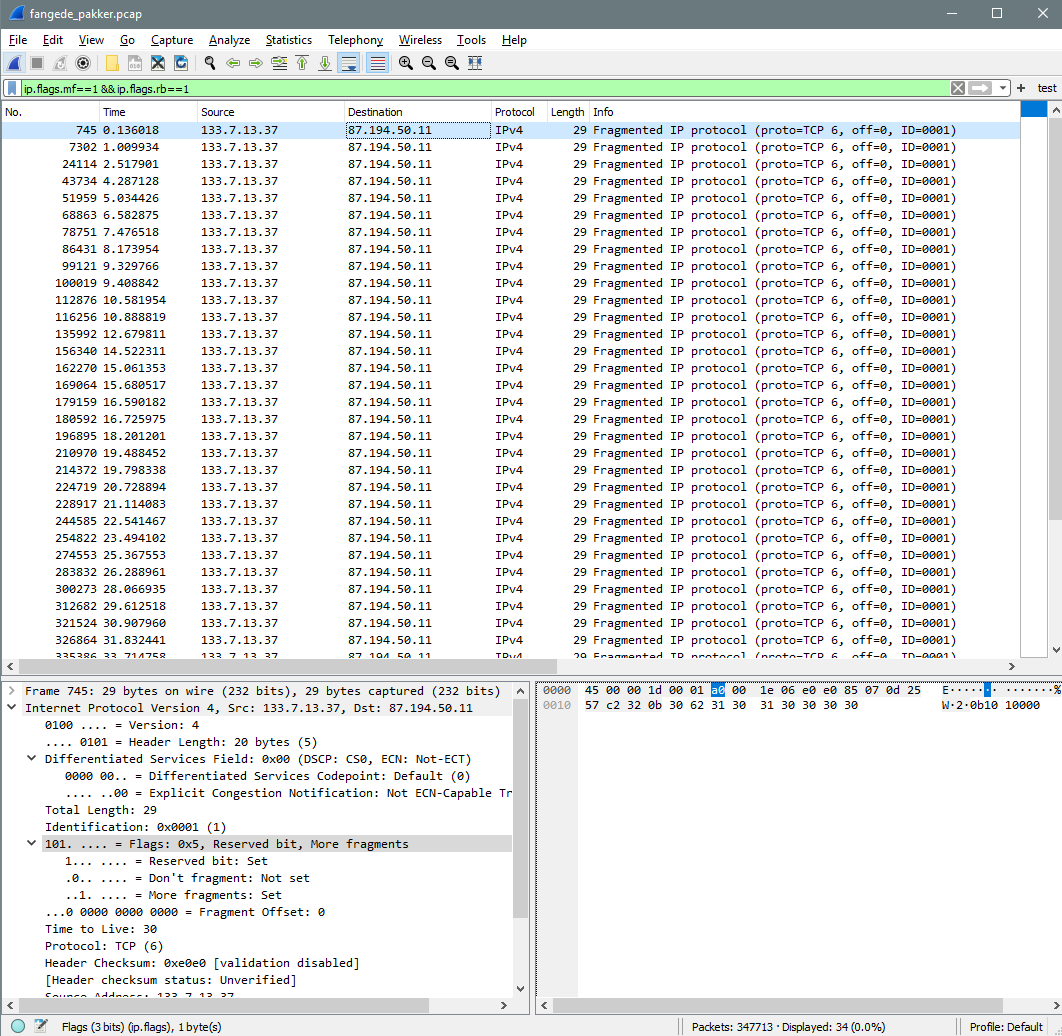 fangede_pakker.pcap
File Edit View Go Capture Analyze Statistics Telephony Wireless Tools Help
ip.flags.mf==1 && ip.flags.rb==1 + test
No. Time Source Destination Protocol Length Info
745 0.136018 133.7.13.37 87.194.50.11 IPv4 29 Fragmented IP protocol (proto=TCP 6, off=0, ID=0001)
7302 1.009934 133.7.13.37 87.194.50.11 IPv4 29 Fragmented IP protocol (proto=TCP 6, off=0, ID=0001)
24114 2.517901 133.7.13.37 87.194.50.11 IPv4 29 Fragmented IP protocol (proto=TCP 6, off=0, ID=0001)
43734 4.287128 133.7.13.37 87.194.50.11 IPv4 29 Fragmented IP protocol (proto=TCP 6, off=0, ID=0001)
51959 5.034426 133.7.13.37 87.194.50.11 IPv4 29 Fragmented IP protocol (proto=TCP 6, off=0, ID=0001)
68863 6.582875 133.7.13.37 87.194.50.11 IPv4 29 Fragmented IP protocol (proto=TCP 6, off=0, ID=0001)
78751 7.476518 133.7.13.37 87.194.50.11 IPv4 29 Fragmented IP protocol (proto=TCP 6, off=0, ID=0001)
86431 8.173954 133.7.13.37 87.194.50.11 IPv4 29 Fragmented IP protocol (proto=TCP 6, off=0, ID=0001)
99121 9.329766 133.7.13.37 87.194.50.11 IPv4 29 Fragmented IP protocol (proto=TCP 6, off=0, ID=0001)
100019 9.408842 133.7.13.37 87.194.50.11 IPv4 29 Fragmented IP protocol (proto=TCP 6, off=0, ID=0001)
112876 10.581954 133.7.13.37 87.194.50.11 IPv4 29 Fragmented IP protocol (proto=TCP 6, off=0, ID=0001)
116256 10.888819 133.7.13.37 87.194.50.11 IPv4 29 Fragmented IP protocol (proto=TCP 6, off=0, ID=0001)
135992 12.679811 133.7.13.37 87.194.50.11 IPv4 29 Fragmented IP protocol (proto=TCP 6, off=0, ID=0001)
156340 14.522311 133.7.13.37 87.194.50.11 IPv4 29 Fragmented IP protocol (proto=TCP 6, off=0, ID=0001)
162270 15.061353 133.7.13.37 87.194.50.11 IPv4 29 Fragmented IP protocol (proto=TCP 6, off=0, ID=0001)
169064 15.680517 133.7.13.37 87.194.50.11 IPv4 29 Fragmented IP protocol (proto=TCP 6, off=0, ID=0001)
179159 16.590182 133.7.13.37 87.194.50.11 IPv4 29 Fragmented IP protocol (proto=TCP 6, off=0, ID=0001)
180592 16.725975 133.7.13.37 87.194.50.11 IPv4 29 Fragmented IP protocol (proto=TCP 6, off=0, ID=0001)
196895 18.201201 133.7.13.37 87.194.50.11 IPv4 29 Fragmented IP protocol (proto=TCP 6, off=0, ID=0001)
210970 19.488452 133.7.13.37 87.194.50.11 IPv4 29 Fragmented IP protocol (proto=TCP 6, off=0, ID=0001)
214372 19.798338 133.7.13.37 87.194.50.11 IPv4 29 Fragmented IP protocol (proto=TCP 6, off=0, ID=0001)
224719 20.728894 133.7.13.37 87.194.50.11 IPv4 29 Fragmented IP protocol (proto=TCP 6, off=0, ID=0001)
228917 21.114083 133.7.13.37 87.194.50.11 IPv4 29 Fragmented IP protocol (proto=TCP 6, off=0, ID=0001)
244585 22.541467 133.7.13.37 87.194.50.11 IPv4 29 Fragmented IP protocol (proto=TCP 6, off=0, ID=0001)
254822 23.494102 133.7.13.37 87.194.50.11 IPv4 29 Fragmented IP protocol (proto=TCP 6, off=0, ID=0001)
274553 25.367553 133.7.13.37 87.194.50.11 IPv4 29 Fragmented IP protocol (proto=TCP 6, off=0, ID=0001)
283832 26.288961 133.7.13.37 87.194.50.11 IPv4 29 Fragmented IP protocol (proto=TCP 6, off=0, ID=0001)
300273 28.066935 133.7.13.37 87.194.50.11 IPv4 29 Fragmented IP protocol (proto=TCP 6, off=0, ID=0001)
312682 29.612518 133.7.13.37 87.194.50.11 IPv4 29 Fragmented IP protocol (proto=TCP 6, off=0, ID=0001)
321524 30.907960 133.7.13.37 87.194.50.11 IPv4 29 Fragmented IP protocol (proto=TCP 6, off=0, ID=0001)
326864 31.832441 133.7.13.37 87.194.50.11 IPv4 29 Fragmented IP protocol (proto=TCP 6, off=0, ID=0001)
335386 33.714758 133.7.13.37 87.194.50.11 IPv4 29 Fragmented IP protocol (proto=TCP 6, off=0, ID=0001)
Frame 745: 29 bytes on wire (232 bits), 29 bytes captured (232 bits)
Internet Protocol Version 4, Src: 133.7.13.37, Dst: 87.194.50.11
0100 .... = Version: 4
.... 0101 = Header Length: 20 bytes (5)
Differentiated Services Field: 0x00 (DSCP: CS0, ECN: Not-ECT)
0000 00.. = Differentiated Services Codepoint: Default (0)
.... ..00 = Explicit Congestion Notification: Not ECN-Capable Tr
Total Length: 29
Identification: 0x0001 (1)
101. .... = Flags: 0x5, Reserved bit, More fragments
1... .... = Reserved bit: Set
.0.. .... = Don't fragment: Not set
..1. .... = More fragments: Set
...0 0000 0000 0000 = Fragment Offset: 0
Time to Live: 30
Protocol: TCP (6)
Header Checksum: 0xe0e0 [validation disabled]
[Header checksum status: Unverified]
Source Address: 133.7.13.37
0000 45 00 00 1d 00 01 a0 00 1e 06 e0 e0 85 07 0d 25 E······· ·······%
0010 57 c2 32 0b 30 62 31 30 31 30 30 30 30 W·2·0b10 10000
Flags (3 bits) (ip.flags), 1 byte(s) Packets: 347713 · Displayed: 34 (0.0%) Profile: Default